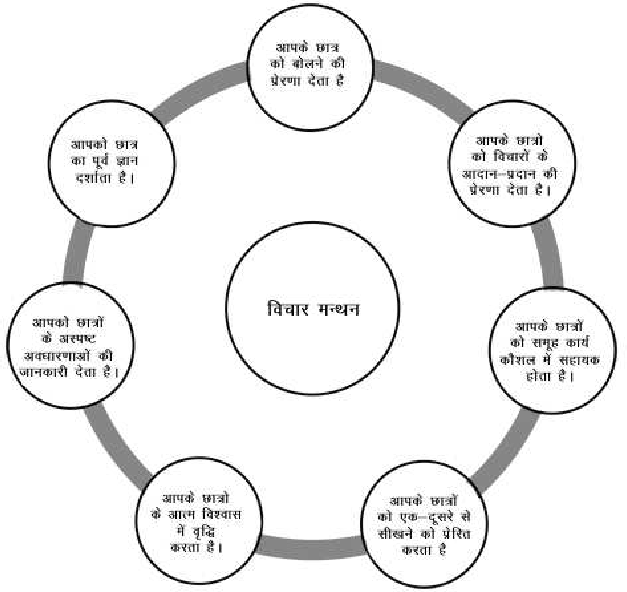 आपके छात्र
को बोलने की
प्रेरणा देता है
आपके छात्रो
को विचारों के
आदान–प्रदान की
प्रेरणा देता है।
आपके छात्रों
को समूह कार्य
कौशल में सहायक
होता है।
आपके छात्रों
को एक–दूसरे से
सीखने को प्रेरित
करता है
आपके छात्रो
के आत्म विश्वास
में वृद्धि
करता है।
आपको छात्रों
के अस्पष्ट
अवधारणाओं की
जानकारी देता है।
आपको छात्र
का पूर्व ज्ञान
दर्शाता है।
विचार मन्थन